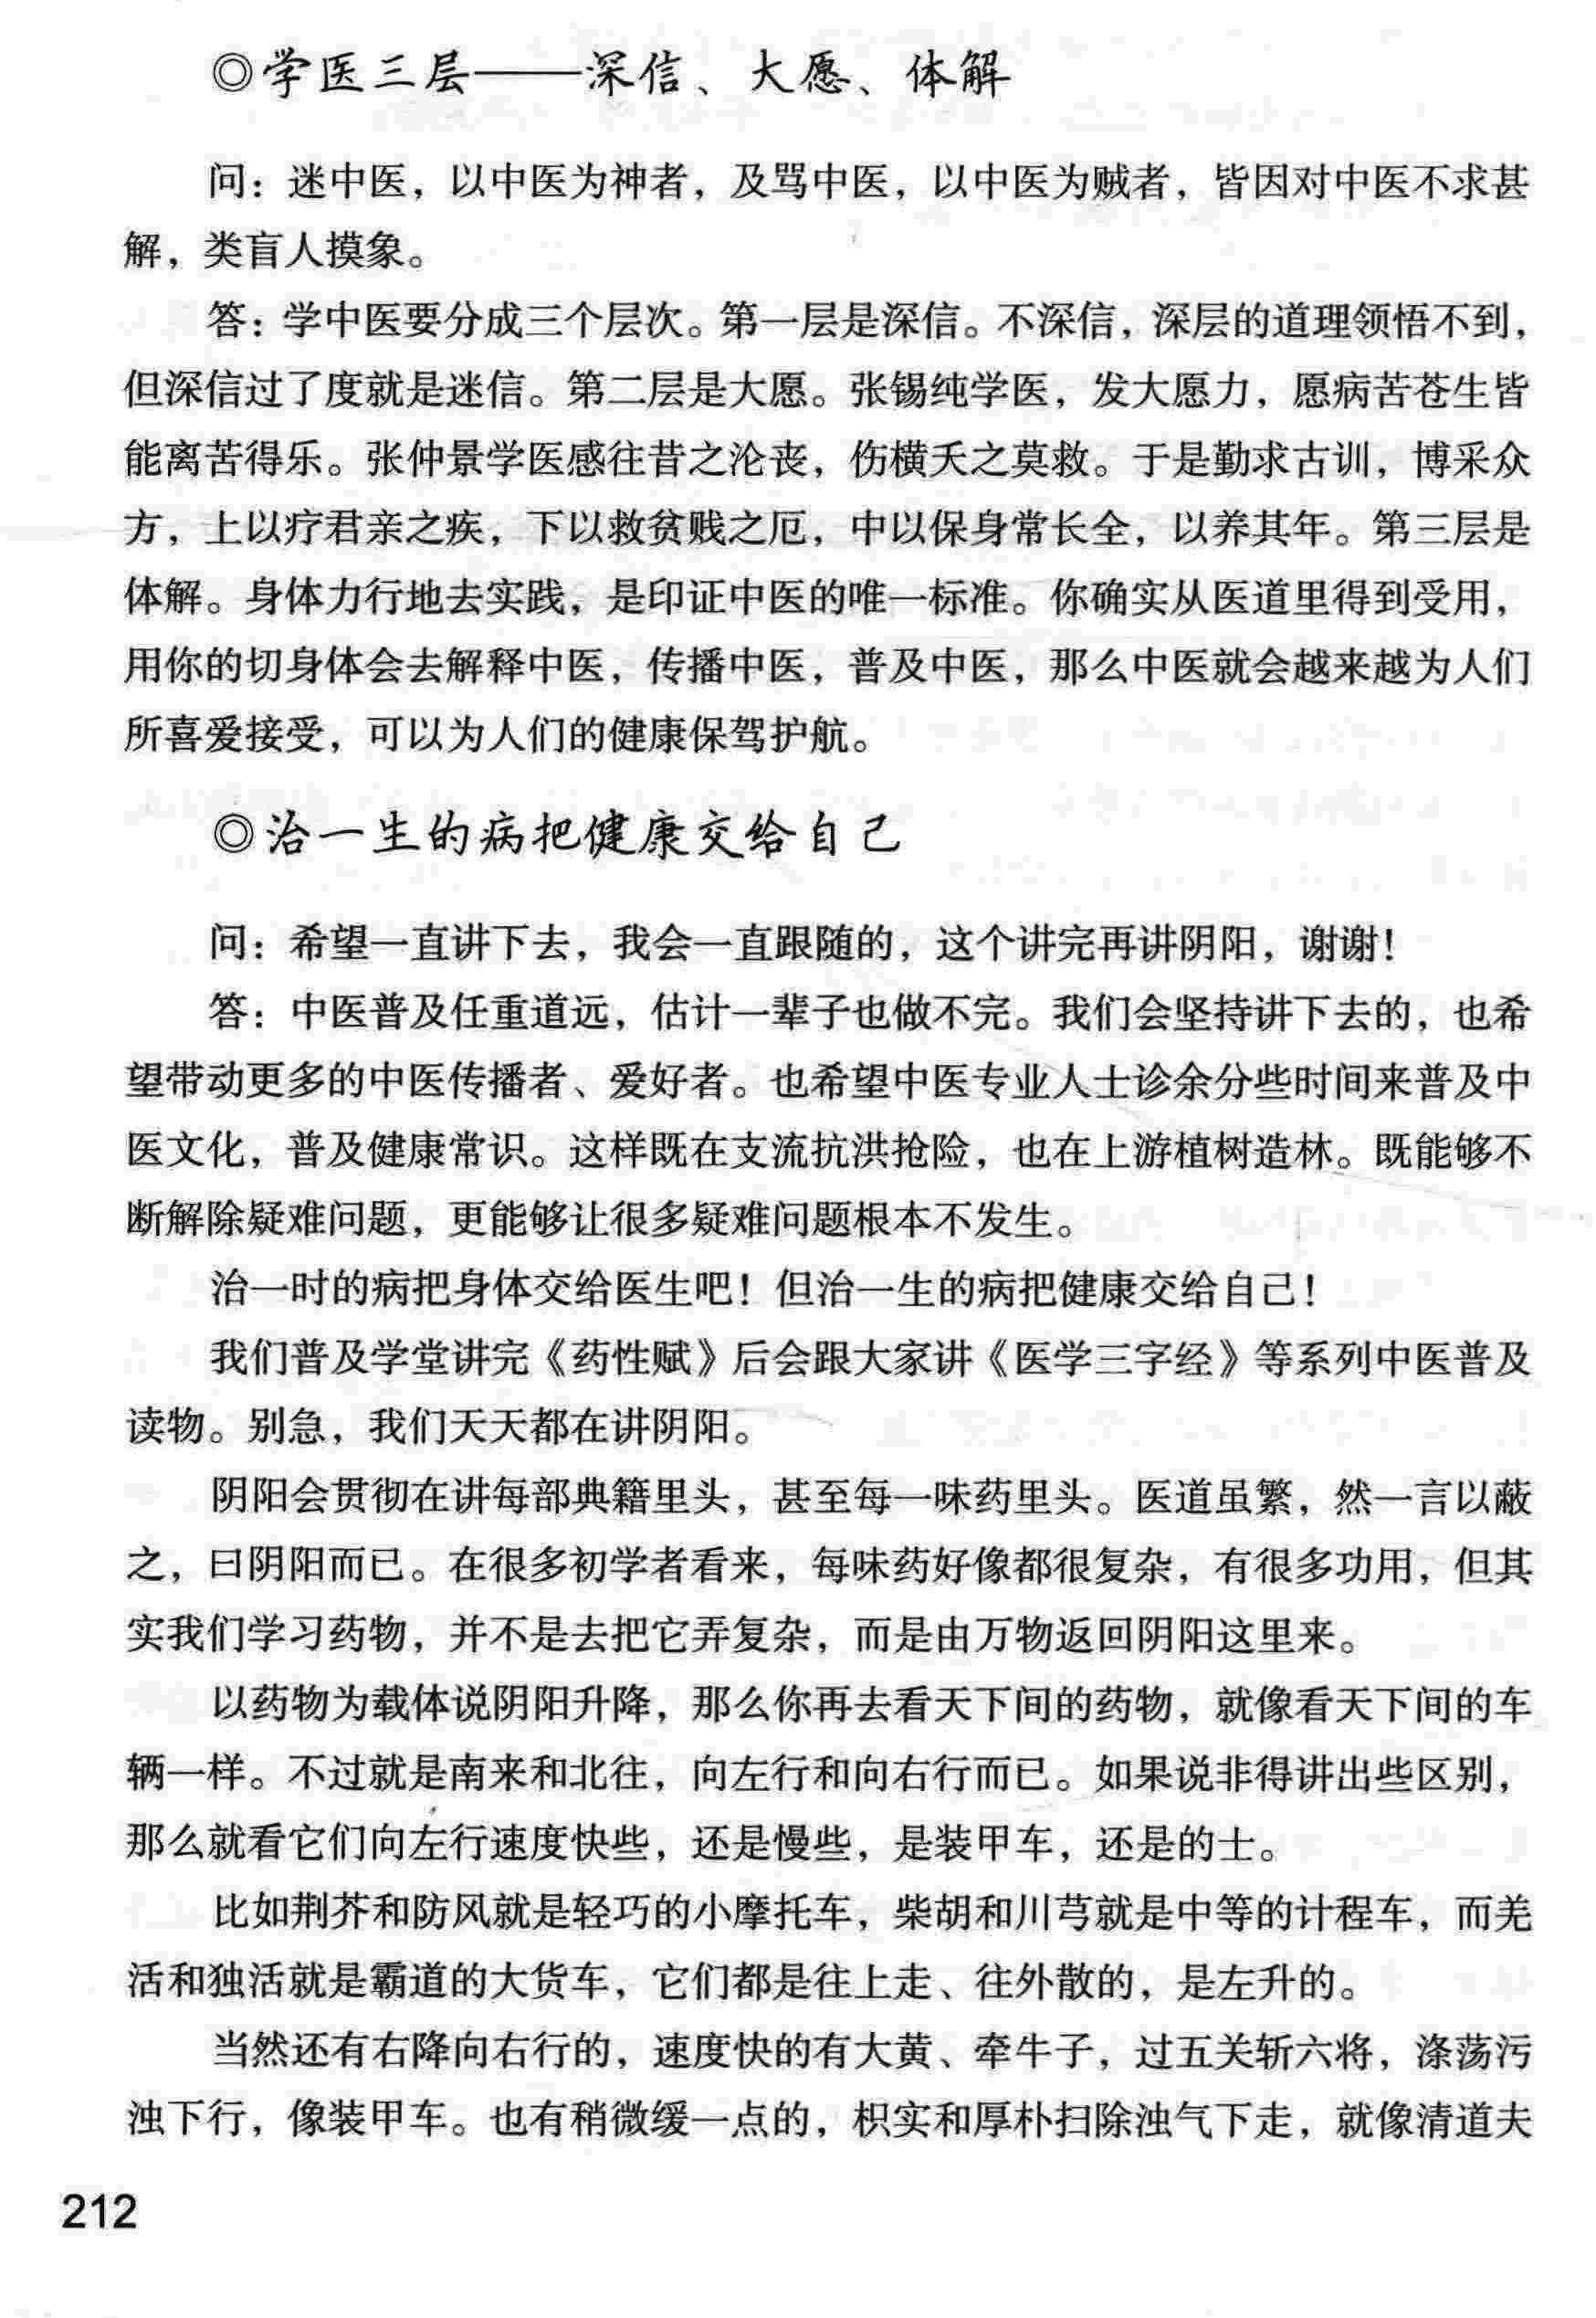 ◎学医三层——深信、大愿、体解
问：迷中医，以中医为神者，及骂中医，以中医为贼者，皆因对中医不求甚
解，类盲人摸象。
答：学中医要分成三个层次。第一层是深信。不深信，深层的道理领悟不到，
但深信过了度就是迷信。第二层是大愿。张锡纯学医，发大愿力，愿病苦苍生皆
能离苦得乐。张仲景学医感往昔之沦丧，伤横夭之莫救。于是勤求古训，博采众
方，上以疗君亲之疾，下以救贫贱之厄，中以保身常长全，以养其年。第三层是
体解。身体力行地去实践，是印证中医的唯一标准。你确实从医道里得到受用，
用你的切身体会去解释中医，传播中医，普及中医，那么中医就会越来越为人们
所喜爱接受，可以为人们的健康保驾护航。
◎治一生的病把健康交给自己
问：希望一直讲下去，我会一直跟随的，这个讲完再讲阴阳，谢谢！
答：中医普及任重道远，估计一辈子也做不完。我们会坚持讲下去的，也希
望带动更多的中医传播者、爱好者。也希望中医专业人士诊余分些时间来普及中
医文化，普及健康常识。这样既在支流抗洪抢险，也在上游植树造林。既能够不
断解除疑难问题，更能够让很多疑难问题根本不发生。
治一时的病把身体交给医生吧！但治一生的病把健康交给自己！
我们普及学堂讲完《药性赋》后会跟大家讲《医学三字经》等系列中医普及
读物。别急，我们天天都在讲阴阳。
阴阳会贯彻在讲每部典籍里头，甚至每一味药里头。医道虽繁，然一言以蔽
之，曰阴阳而已。在很多初学者看来，每味药好像都很复杂，有很多功用，但其
实我们学习药物，并不是去把它弄复杂，而是由万物返回阴阳这里来。
以药物为载体说阴阳升降，那么你再去看天下间的药物，就像看天下间的车
辆一样。不过就是南来和北往，向左行和向右行而已。如果说非得讲出些区别，
那么就看它们向左行速度快些，还是慢些，是装甲车，还是的士。
比如荆芥和防风就是轻巧的小摩托车，柴胡和川芎就是中等的计程车，而羌
活和独活就是霸道的大货车，它们都是往上走、往外散的，是左升的。
当然还有右降向右行的，速度快的有大黄、牵牛子，过五关斩六将，涤荡污
浊下行，像装甲车。也有稍微缓一点的，枳实和厚朴扫除浊气下走，就像清道夫
212